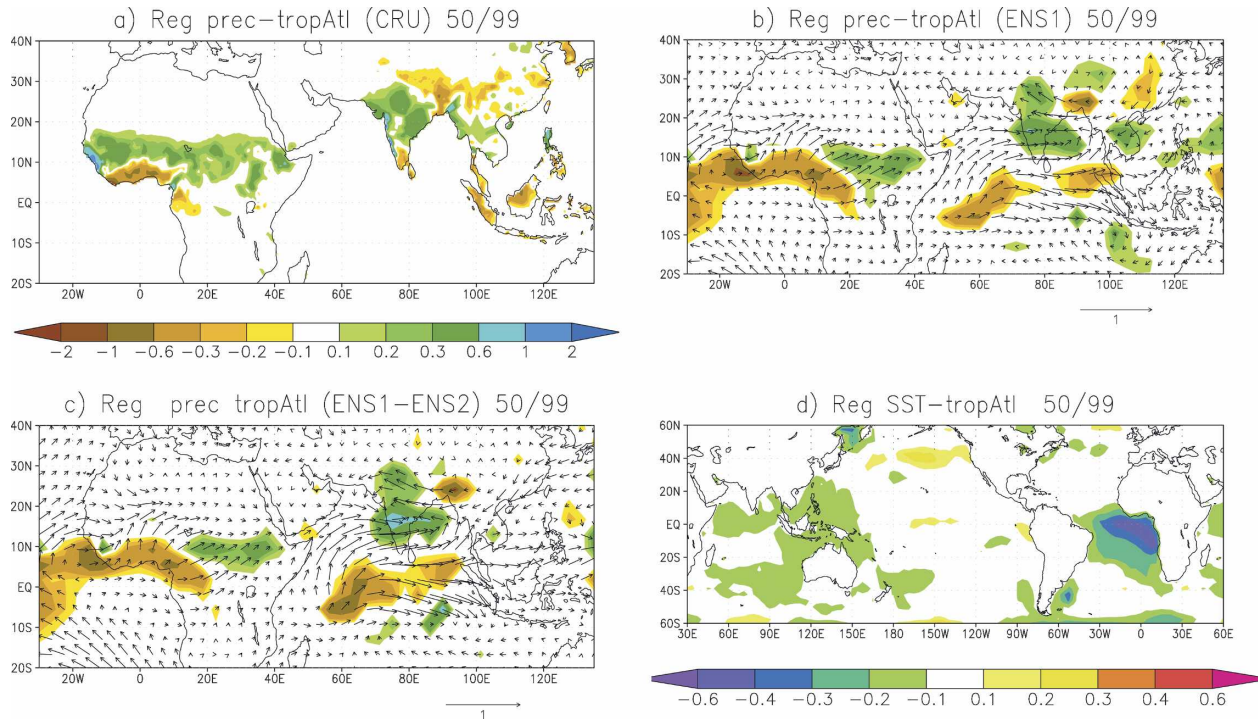 a) Reg prec-tropAtl (CRU) 50/99
40N
30N
20N
10N
EQ
10S
20S
20W 0 20E 40E 60E 80E 100E 120E
-2 -1 -0.6 -0.3 -0.2 -0.1 0.1 0.2 0.3 0.6 1 2
b) Reg prec-tropAtl (ENS1) 50/99
40N
30N
20N
10N
EQ
10S
20S
20W 0 20E 40E 60E 80E 100E 120E
1
c) Reg prec tropAtl (ENS1-ENS2) 50/99
40N
30N
20N
10N
EQ
10S
20S
20W 0 20E 40E 60E 80E 100E 120E
1
d) Reg SST-tropAtl 50/99
60N
40N
20N
EQ
20S
40S
60S
30E 60E 90E 120E 150E 180 150W 120W 90W 60W 30W 0 30E 60E
-0.6 -0.4 -0.3 -0.2 -0.1 0.1 0.2 0.3 0.4 0.6